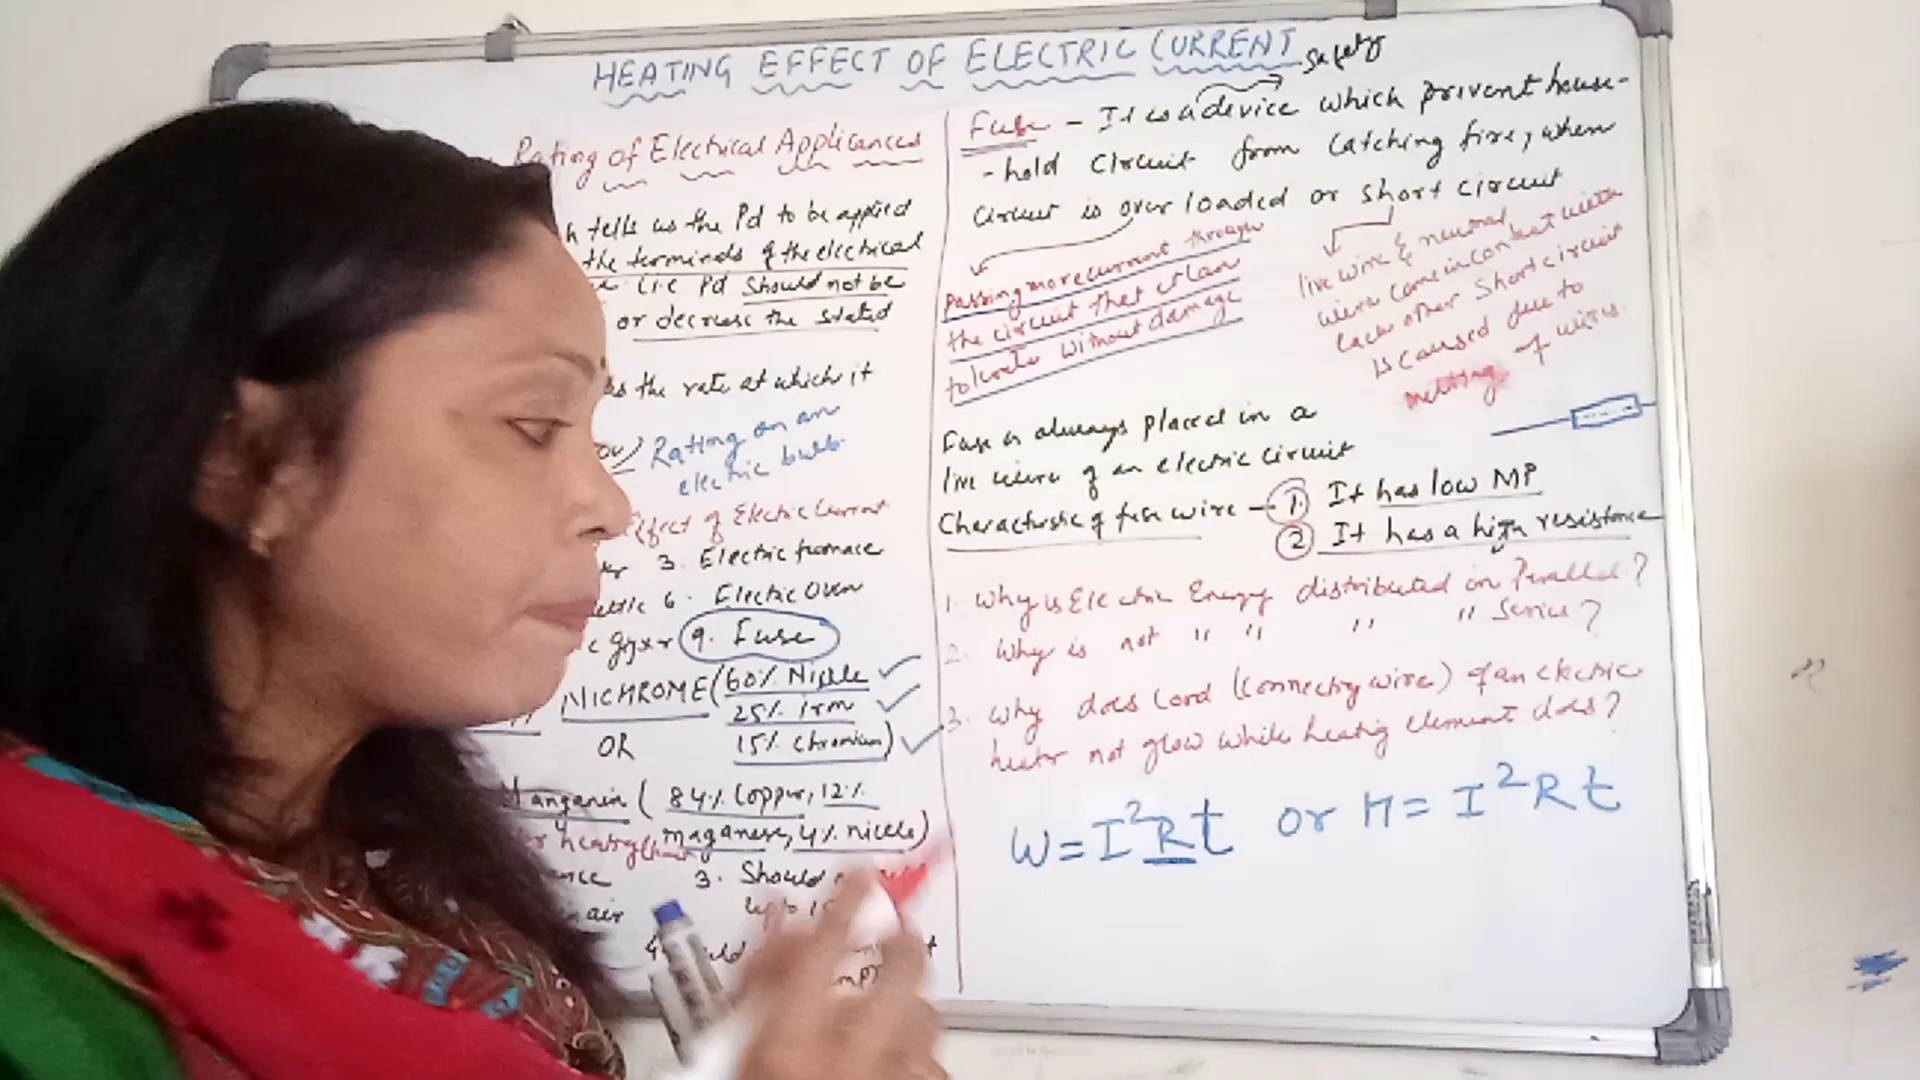 HEATING EFFECT OF ELECTRIC CURRENT
Safety
Rating of Electrical Appliances
tells us the Pd to be applied
the terminals of the electrical
i.e Pd should not be
or decrease the stated
the rate at which it
Rating on an
electric bulb.
Effect of Electric Current
3. Electric furnace
6. Electric Oven
9. Fuse
NICHROME (60% Nickle
25% iron
OR 15% chromium)
Manganin (84% Copper, 12%
maganese, 4% nickle)
3. Should
in air
Fuse - It is a device which privent house-
-hold circuit from catching fire, when
circuit is over loaded or short circuit
Passing more current through
the circuit that it can
tolerate without damage
live wire & neutral
wire come in contact with
each other short circuit
is caused due to
melting of wires.
Fuse is always placed in a
live wire of an electric circuit
Characterstic of fuse wire - 1. It has low MP
2 It has a high resistance
1. Why is Electric Energy distributed in Parallel?
2. Why is not " " " " Series?
3. Why does Cord (Connecting wire) of an electric
heater not glow while heating element does?
W = I²Rt or H = I²Rt